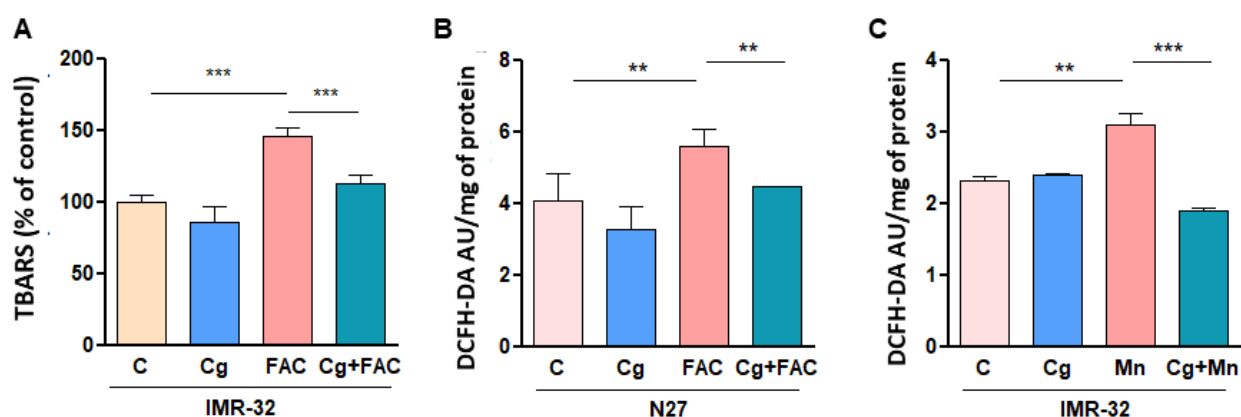 A
TBARS (% of control)
200
150
100
50
0
***
***
C Cg FAC Cg+FAC
IMR-32
B
DCFH-DA AU/mg of protein
8
6
4
2
0
**
**
C Cg FAC Cg+FAC
N27
C
DCFH-DA AU/mg of protein
4
3
2
1
0
**
***
C Cg Mn Cg+Mn
IMR-32